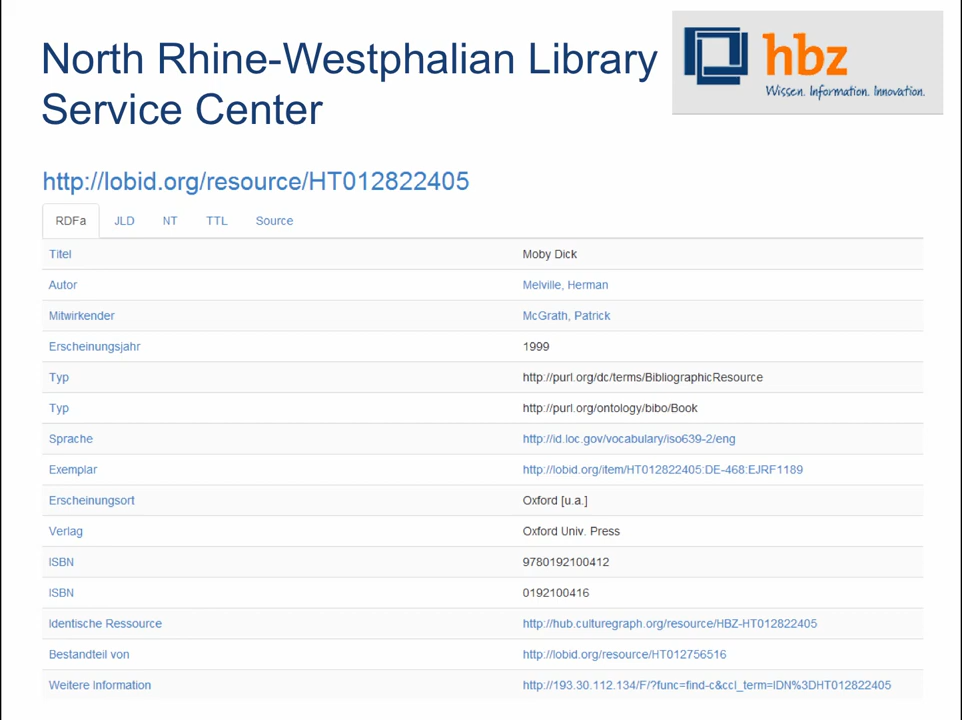 North Rhine-Westphalian Library
Service Center
hbz
Wissen. Information. Innovation.
http://lobid.org/resource/HT012822405
RDFa JLD NT TTL Source
Titel Moby Dick
Autor Melville, Herman
Mitwirkender McGrath, Patrick
Erscheinungsjahr 1999
Typ http://purl.org/dc/terms/BibliographicResource
Typ http://purl.org/ontology/bibo/Book
Sprache http://id.loc.gov/vocabulary/iso639-2/eng
Exemplar http://lobid.org/item/HT012822405:DE-468:EJRF1189
Erscheinungsort Oxford [u.a.]
Verlag Oxford Univ. Press
ISBN 9780192100412
ISBN 0192100416
Identische Ressource http://hub.culturegraph.org/resource/HBZ-HT012822405
Bestandteil von http://lobid.org/resource/HT012756516
Weitere Information http://193.30.112.134/F/?func=find-c&ccl_term=IDN%3DHT012822405